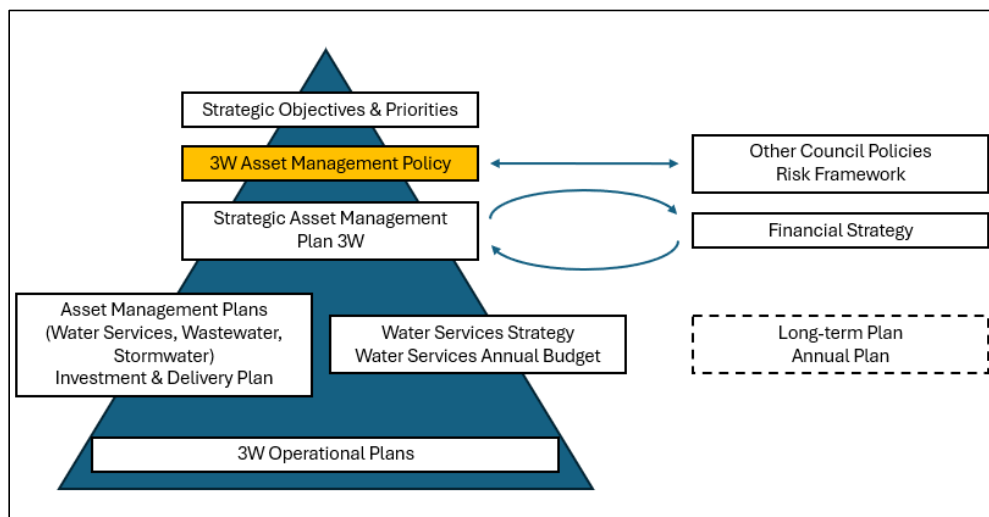 Strategic Objectives & Priorities
3W Asset Management Policy
Other Council Policies
Risk Framework
Strategic Asset Management
Plan 3W
Financial Strategy
Asset Management Plans
(Water Services, Wastewater,
Stormwater)
Investment & Delivery Plan
Water Services Strategy
Water Services Annual Budget
Long-term Plan
Annual Plan
3W Operational Plans